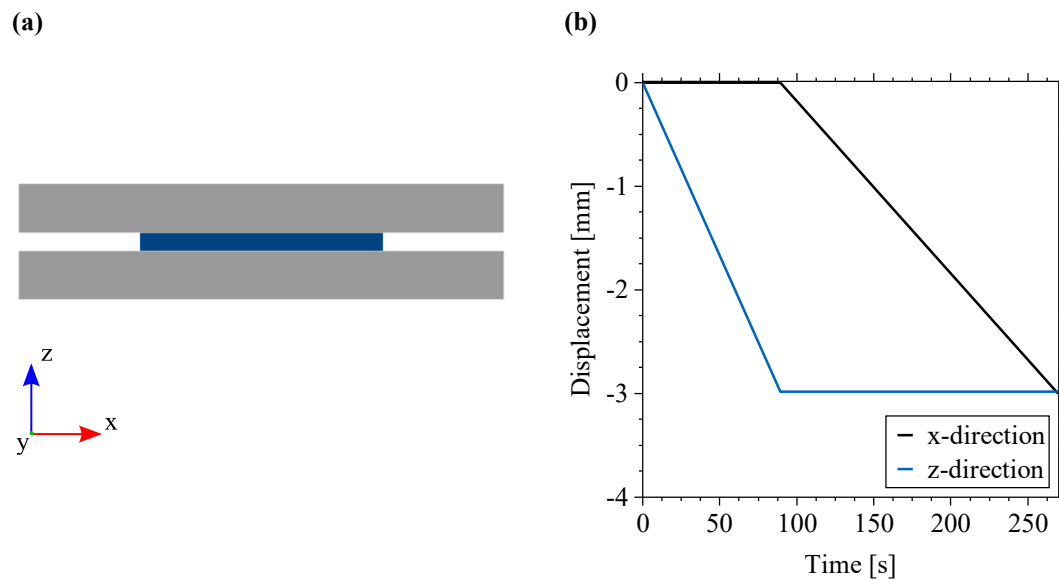 (a)
z
x
y
(b)
0
-1
-2
-3
-4
Displacement [mm]
x-direction
z-direction
0 50 100 150 200 250
Time [s]